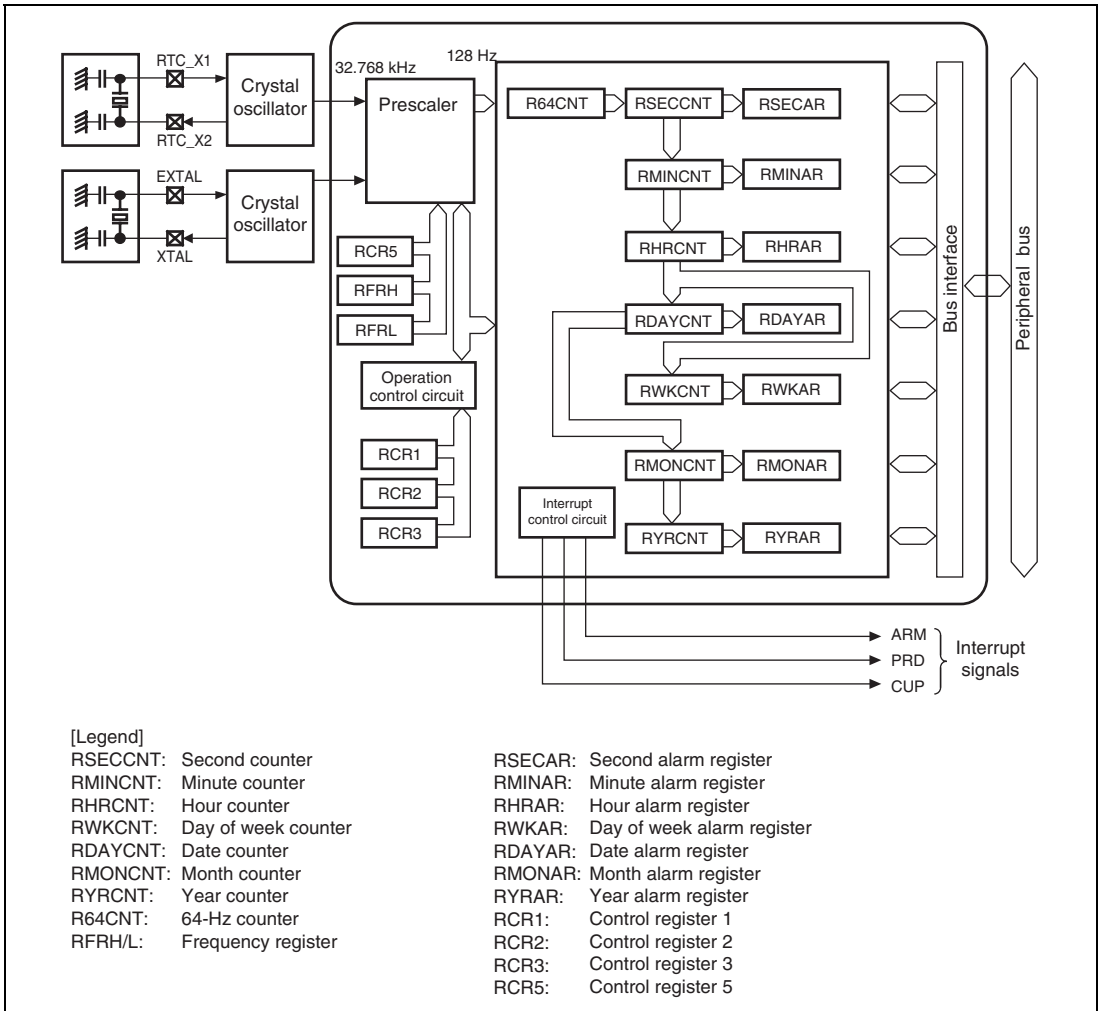 RTC_X1
Crystal
oscillator
RTC_X2
EXTAL
Crystal
oscillator
XTAL
32.768 kHz
128 Hz
Prescaler
RCR5
RFRH
RFRL
Operation
control circuit
RCR1
RCR2
RCR3
R64CNT
RSECCNT
RSECAR
RMINCNT
RMINAR
RHRCNT
RHRAR
RDAYCNT
RDAYAR
RWKCNT
RWKAR
RMONCNT
RMONAR
Interrupt
control circuit
RYRCNT
RYRAR
Bus interface
Peripheral bus
ARM
PRD
CUP
Interrupt
signals
[Legend]
RSECCNT: Second counter
RMINCNT: Minute counter
RHRCNT: Hour counter
RWKCNT: Day of week counter
RDAYCNT: Date counter
RMONCNT: Month counter
RYRCNT: Year counter
R64CNT: 64-Hz counter
RFRH/L: Frequency register
RSECAR: Second alarm register
RMINAR: Minute alarm register
RHRAR: Hour alarm register
RWKAR: Day of week alarm register
RDAYAR: Date alarm register
RMONAR: Month alarm register
RYRAR: Year alarm register
RCR1: Control register 1
RCR2: Control register 2
RCR3: Control register 3
RCR5: Control register 5